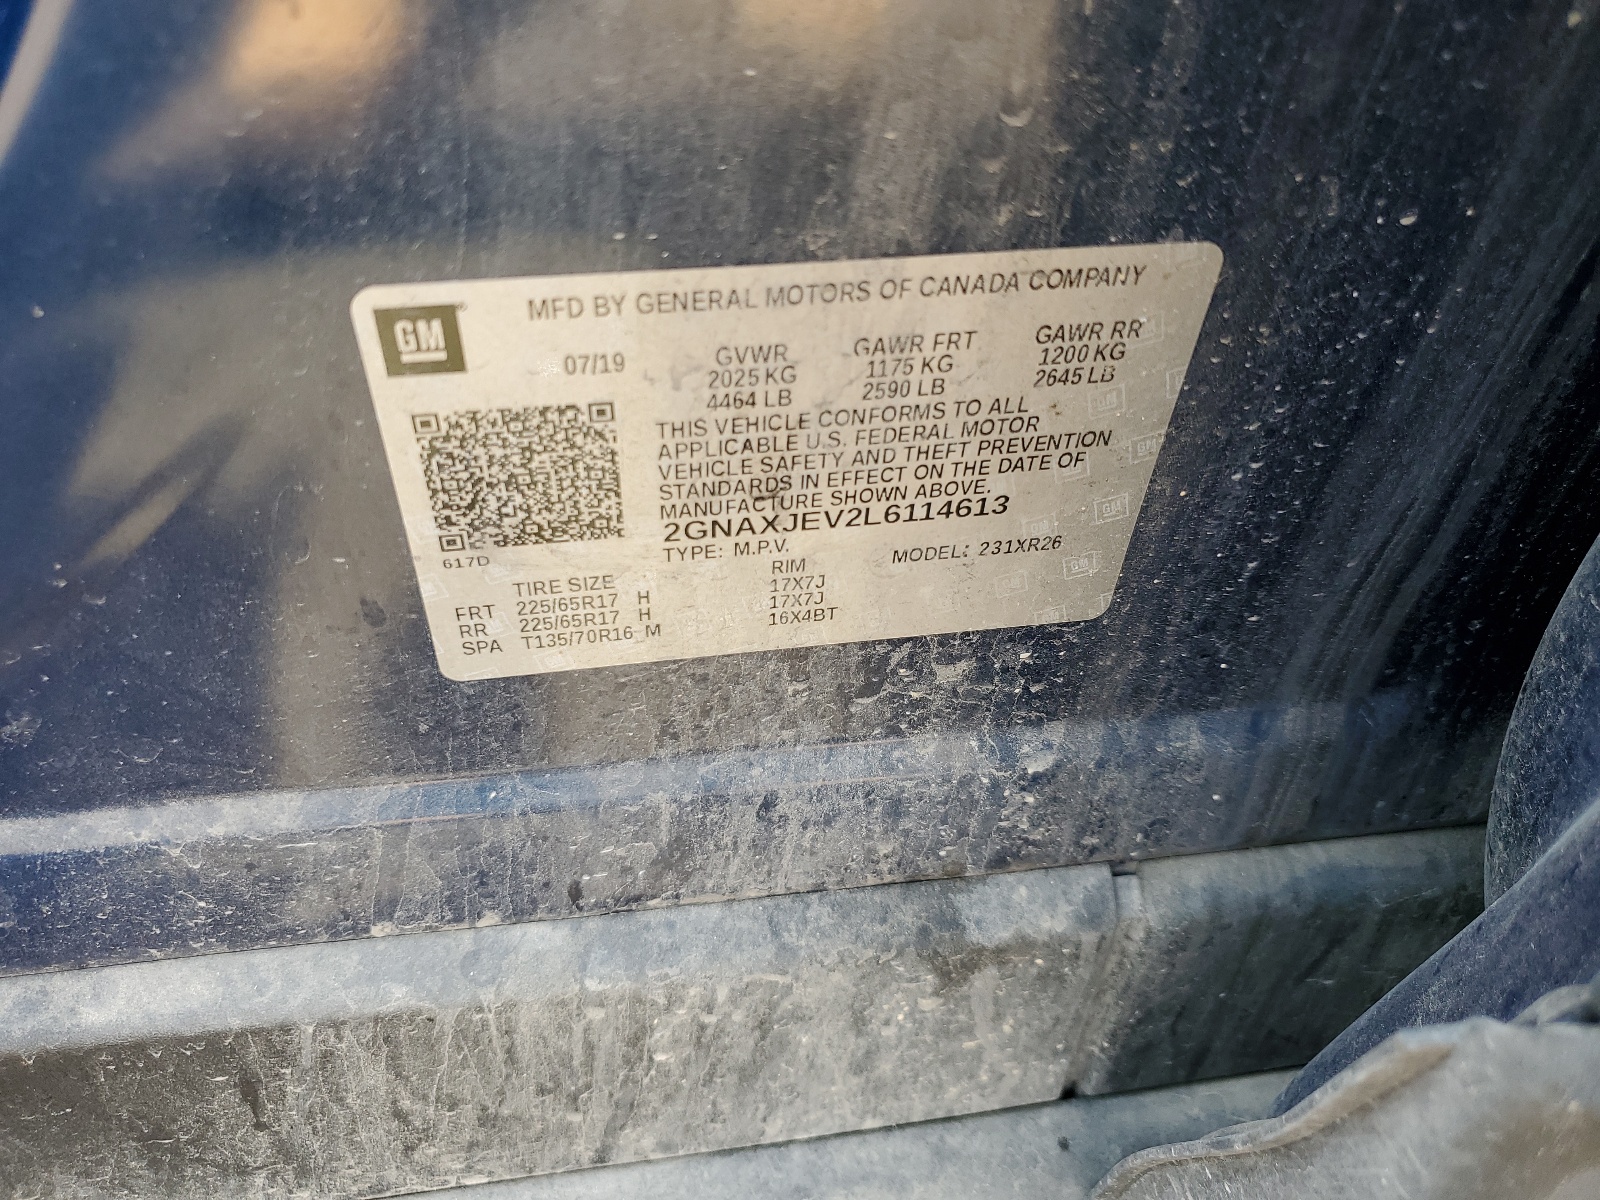 GM
MFD BY GENERAL MOTORS OF CANADA COMPANY
07/19
GVWR GAWR FRT GAWR RR
2025 KG 1175 KG 1200 KG
4464 LB 2590 LB 2645 LB
THIS VEHICLE CONFORMS TO ALL
APPLICABLE U.S. FEDERAL MOTOR
VEHICLE SAFETY AND THEFT PREVENTION
STANDARDS IN EFFECT ON THE DATE OF
MANUFACTURE SHOWN ABOVE.
2GNAXJEV2L6114613
617D TYPE: M.P.V. MODEL: 231XR26
TIRE SIZE RIM
FRT 225/65R17 H 17X7J
RR 225/65R17 H 17X7J
SPA T135/70R16 M 16X4BT